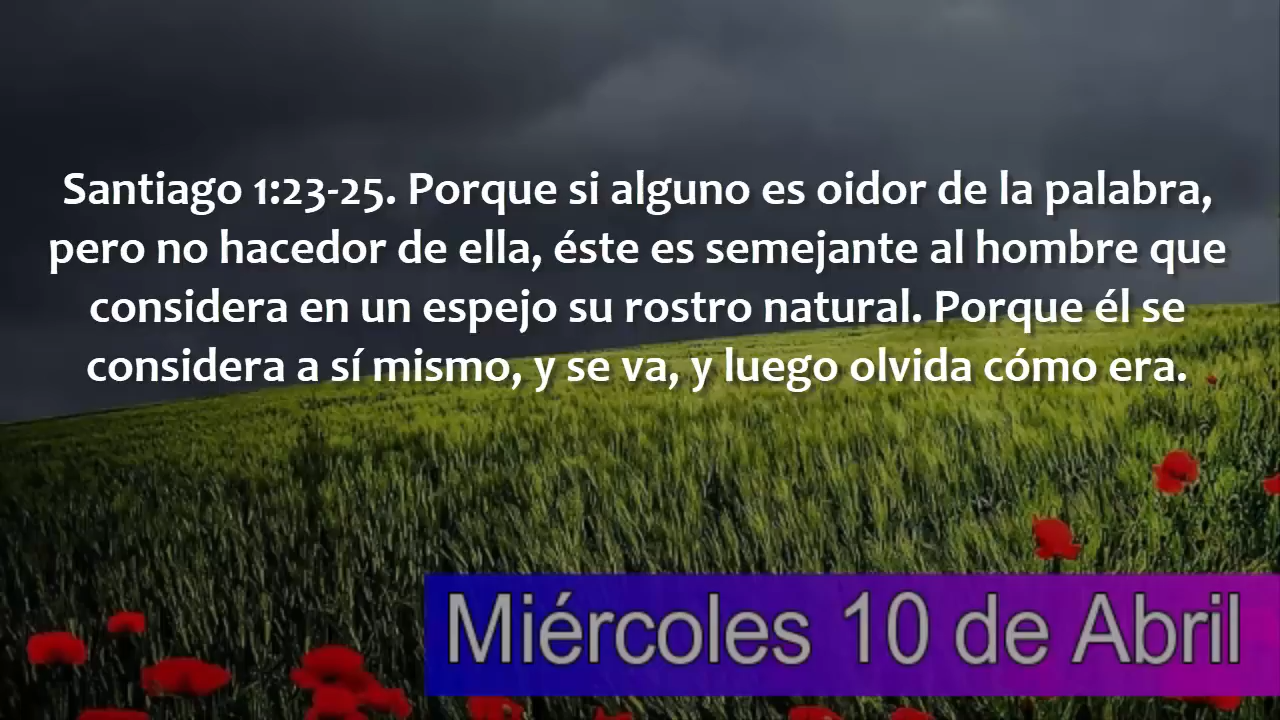 Santiago 1:23-25. Porque si alguno es oidor de la palabra,
pero no hacedor de ella, éste es semejante al hombre que
considera en un espejo su rostro natural. Porque él se
considera a sí mismo, y se va, y luego olvida cómo era.
Miércoles 10 de Abril